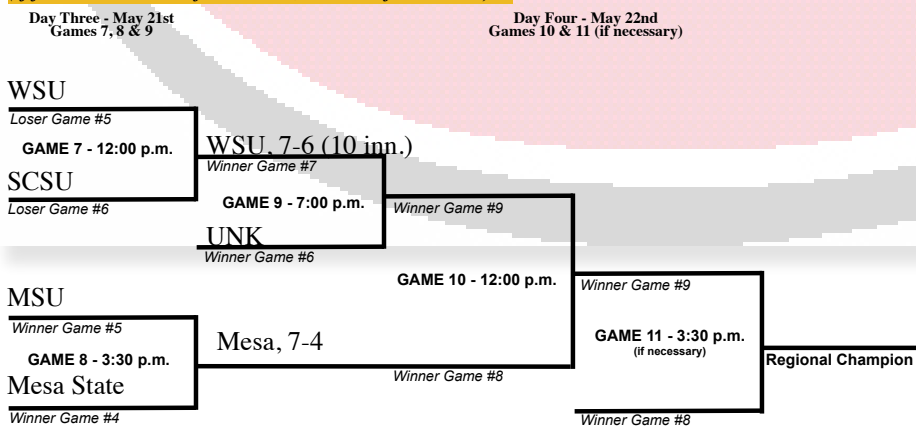 Day Three - May 21st
Games 7, 8 & 9
Day Four - May 22nd
Games 10 & 11 (if necessary)
WSU
Loser Game #5
GAME 7 - 12:00 p.m.
WSU, 7-6 (10 inn.)
Winner Game #7
SCSU
Loser Game #6
GAME 9 - 7:00 p.m.
Winner Game #9
UNK
Winner Game #6
GAME 10 - 12:00 p.m.
Winner Game #9
MSU
Winner Game #5
GAME 8 - 3:30 p.m.
Mesa, 7-4
Winner Game #8
Mesa State
Winner Game #4
GAME 11 - 3:30 p.m.
(if necessary)
Regional Champion
Winner Game #8